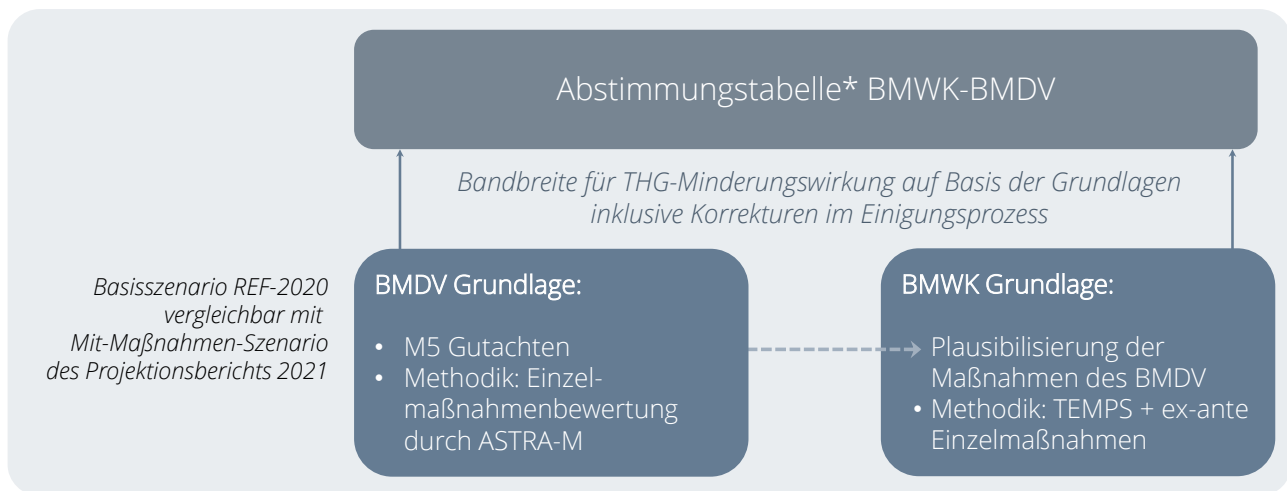 Abstimmungstabelle* BMWK-BMDV
Bandbreite für THG-Minderungswirkung auf Basis der Grundlagen
inklusive Korrekturen im Einigungsprozess
Basisszenario REF-2020
vergleichbar mit
Mit-Maßnahmen-Szenario
des Projektionsberichts 2021
BMDV Grundlage:
• M5 Gutachten
• Methodik: Einzel-
maßnahmenbewertung
durch ASTRA-M
BMWK Grundlage:
Plausibilisierung der
Maßnahmen des BMDV
• Methodik: TEMPS + ex-ante
Einzelmaßnahmen